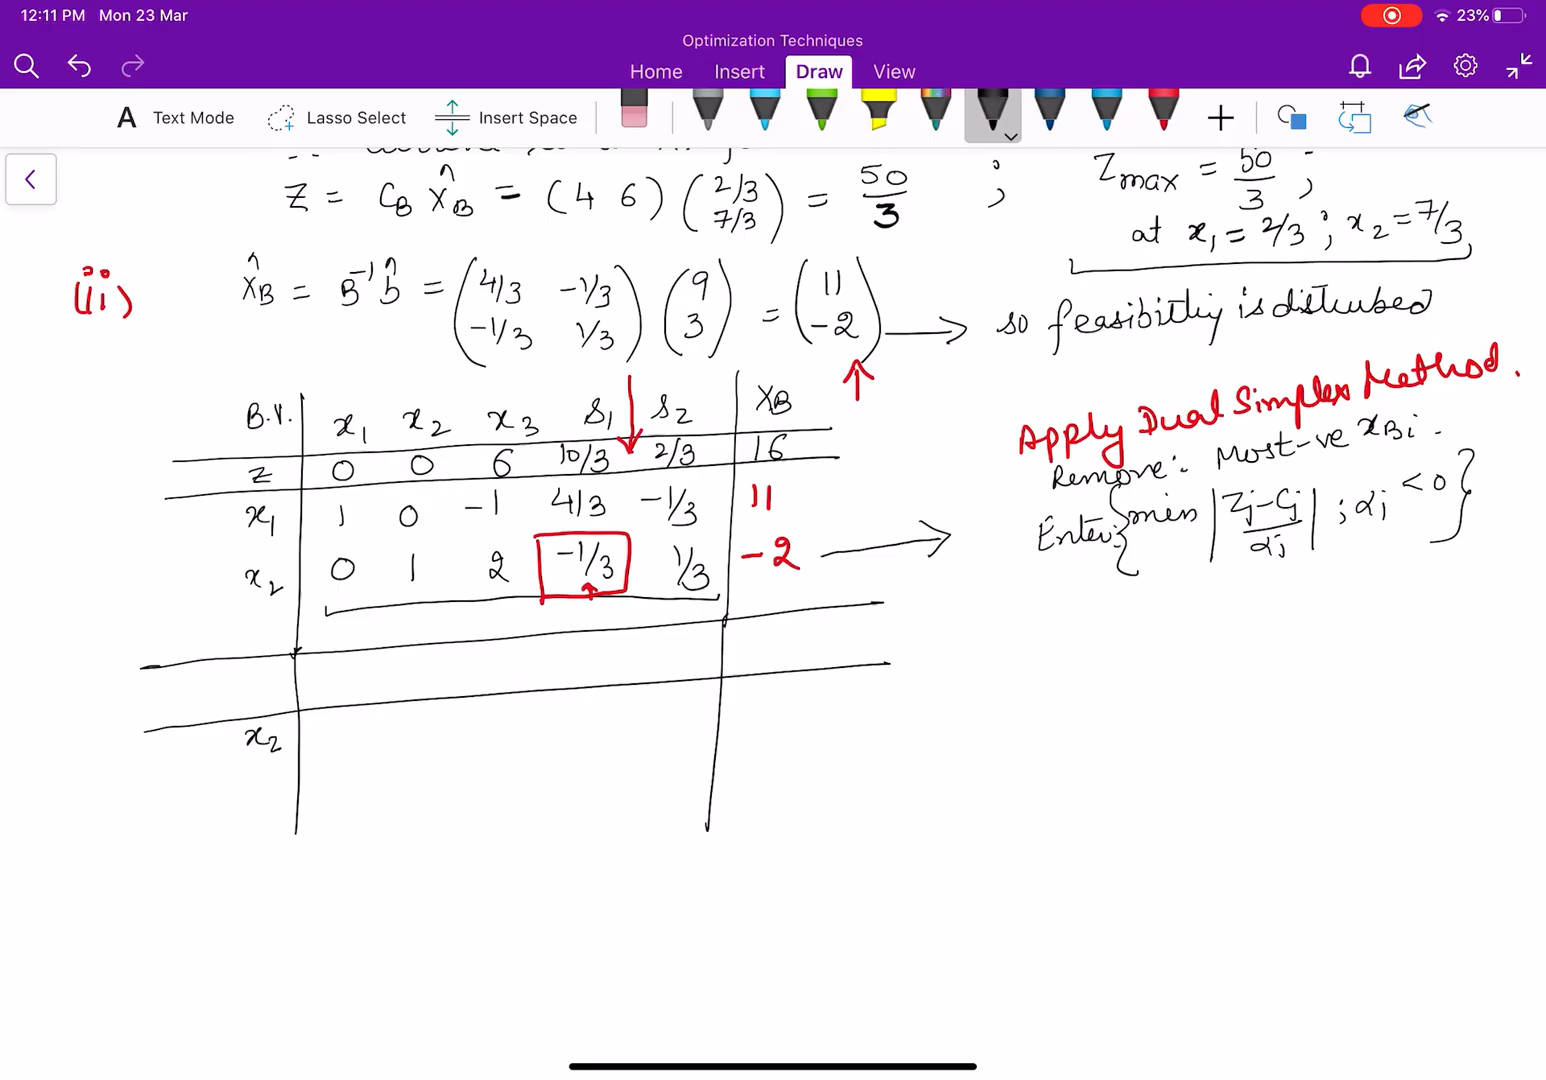 12:11 PM Mon 23 Mar
23%
Optimization Techniques
Home Insert Draw View
A Text Mode Lasso Select Insert Space
Z = C_B X̂_B = (4 6) (2/3 7/3) = 50/3 ; Z_max = 50/3 ;
at x₁ = 2/3 ; x₂ = 7/3
(ii) X̂_B = B⁻¹ b̂ = (4/3 -1/3 -1/3 1/3) (9 3) = (11 -2) → so feasibitliy is distusbed
Apply Dual Simplex Method.
Remove: Most -ve x_Bi.
Enter: {min |Zj-Cj / αj| ; αj < 0}
B.V. x₁ x₂ x₃ s₁ s₂ X_B
Z 0 0 6 10/3 2/3 16
x₁ 1 0 -1 4/3 -1/3 11
x₂ 0 1 2 -1/3 1/3 -2
x₂